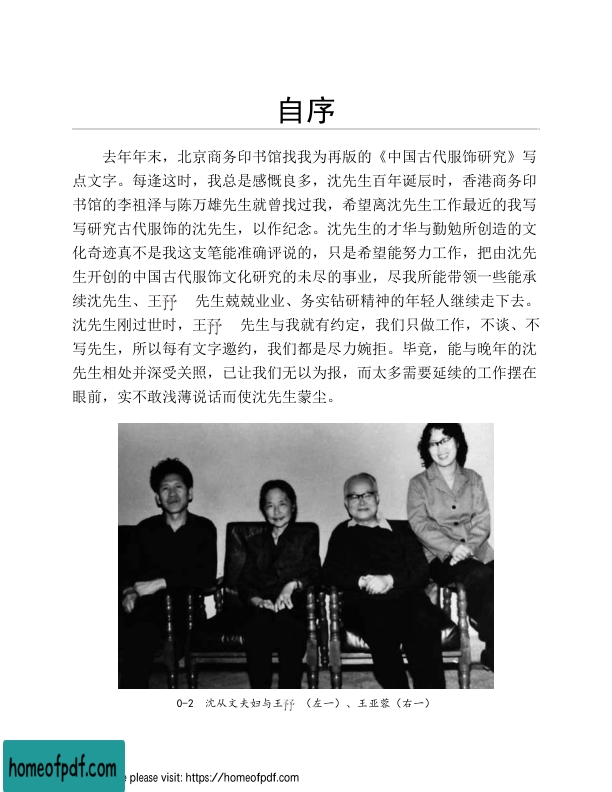 自序
去年年末，北京商务印书馆找我为再版的《中国古代服饰研究》写
点文字。每逢这时，我总是感慨良多，沈先生百年诞辰时，香港商务印
书馆的李祖泽与陈万雄先生就曾找过我，希望离沈先生工作最近的我写
写研究古代服饰的沈先生，以作纪念。沈先生的才华与勤勉所创造的文
化奇迹真不是我这支笔能准确评说的，只是希望能努力工作，把由沈先
生开创的中国古代服饰文化研究的未尽的事业，尽我所能带领一些能承
续沈先生、王㐨先生兢兢业业、务实钻研精神的年轻人继续走下去。
沈先生刚过世时，王㐨先生与我就有约定，我们只做工作，不谈、不
写先生，所以每有文字邀约，我们都是尽力婉拒。毕竟，能与晚年的沈
先生相处并深受关照，已让我们无以为报，而太多需要延续的工作摆在
眼前，实不敢浅薄说话而使沈先生蒙尘。
0-2 沈从文夫妇与王㐨（左一）、王亚蓉（右一）
homeofpdf.com
e please visit: https://homeofpdf.com